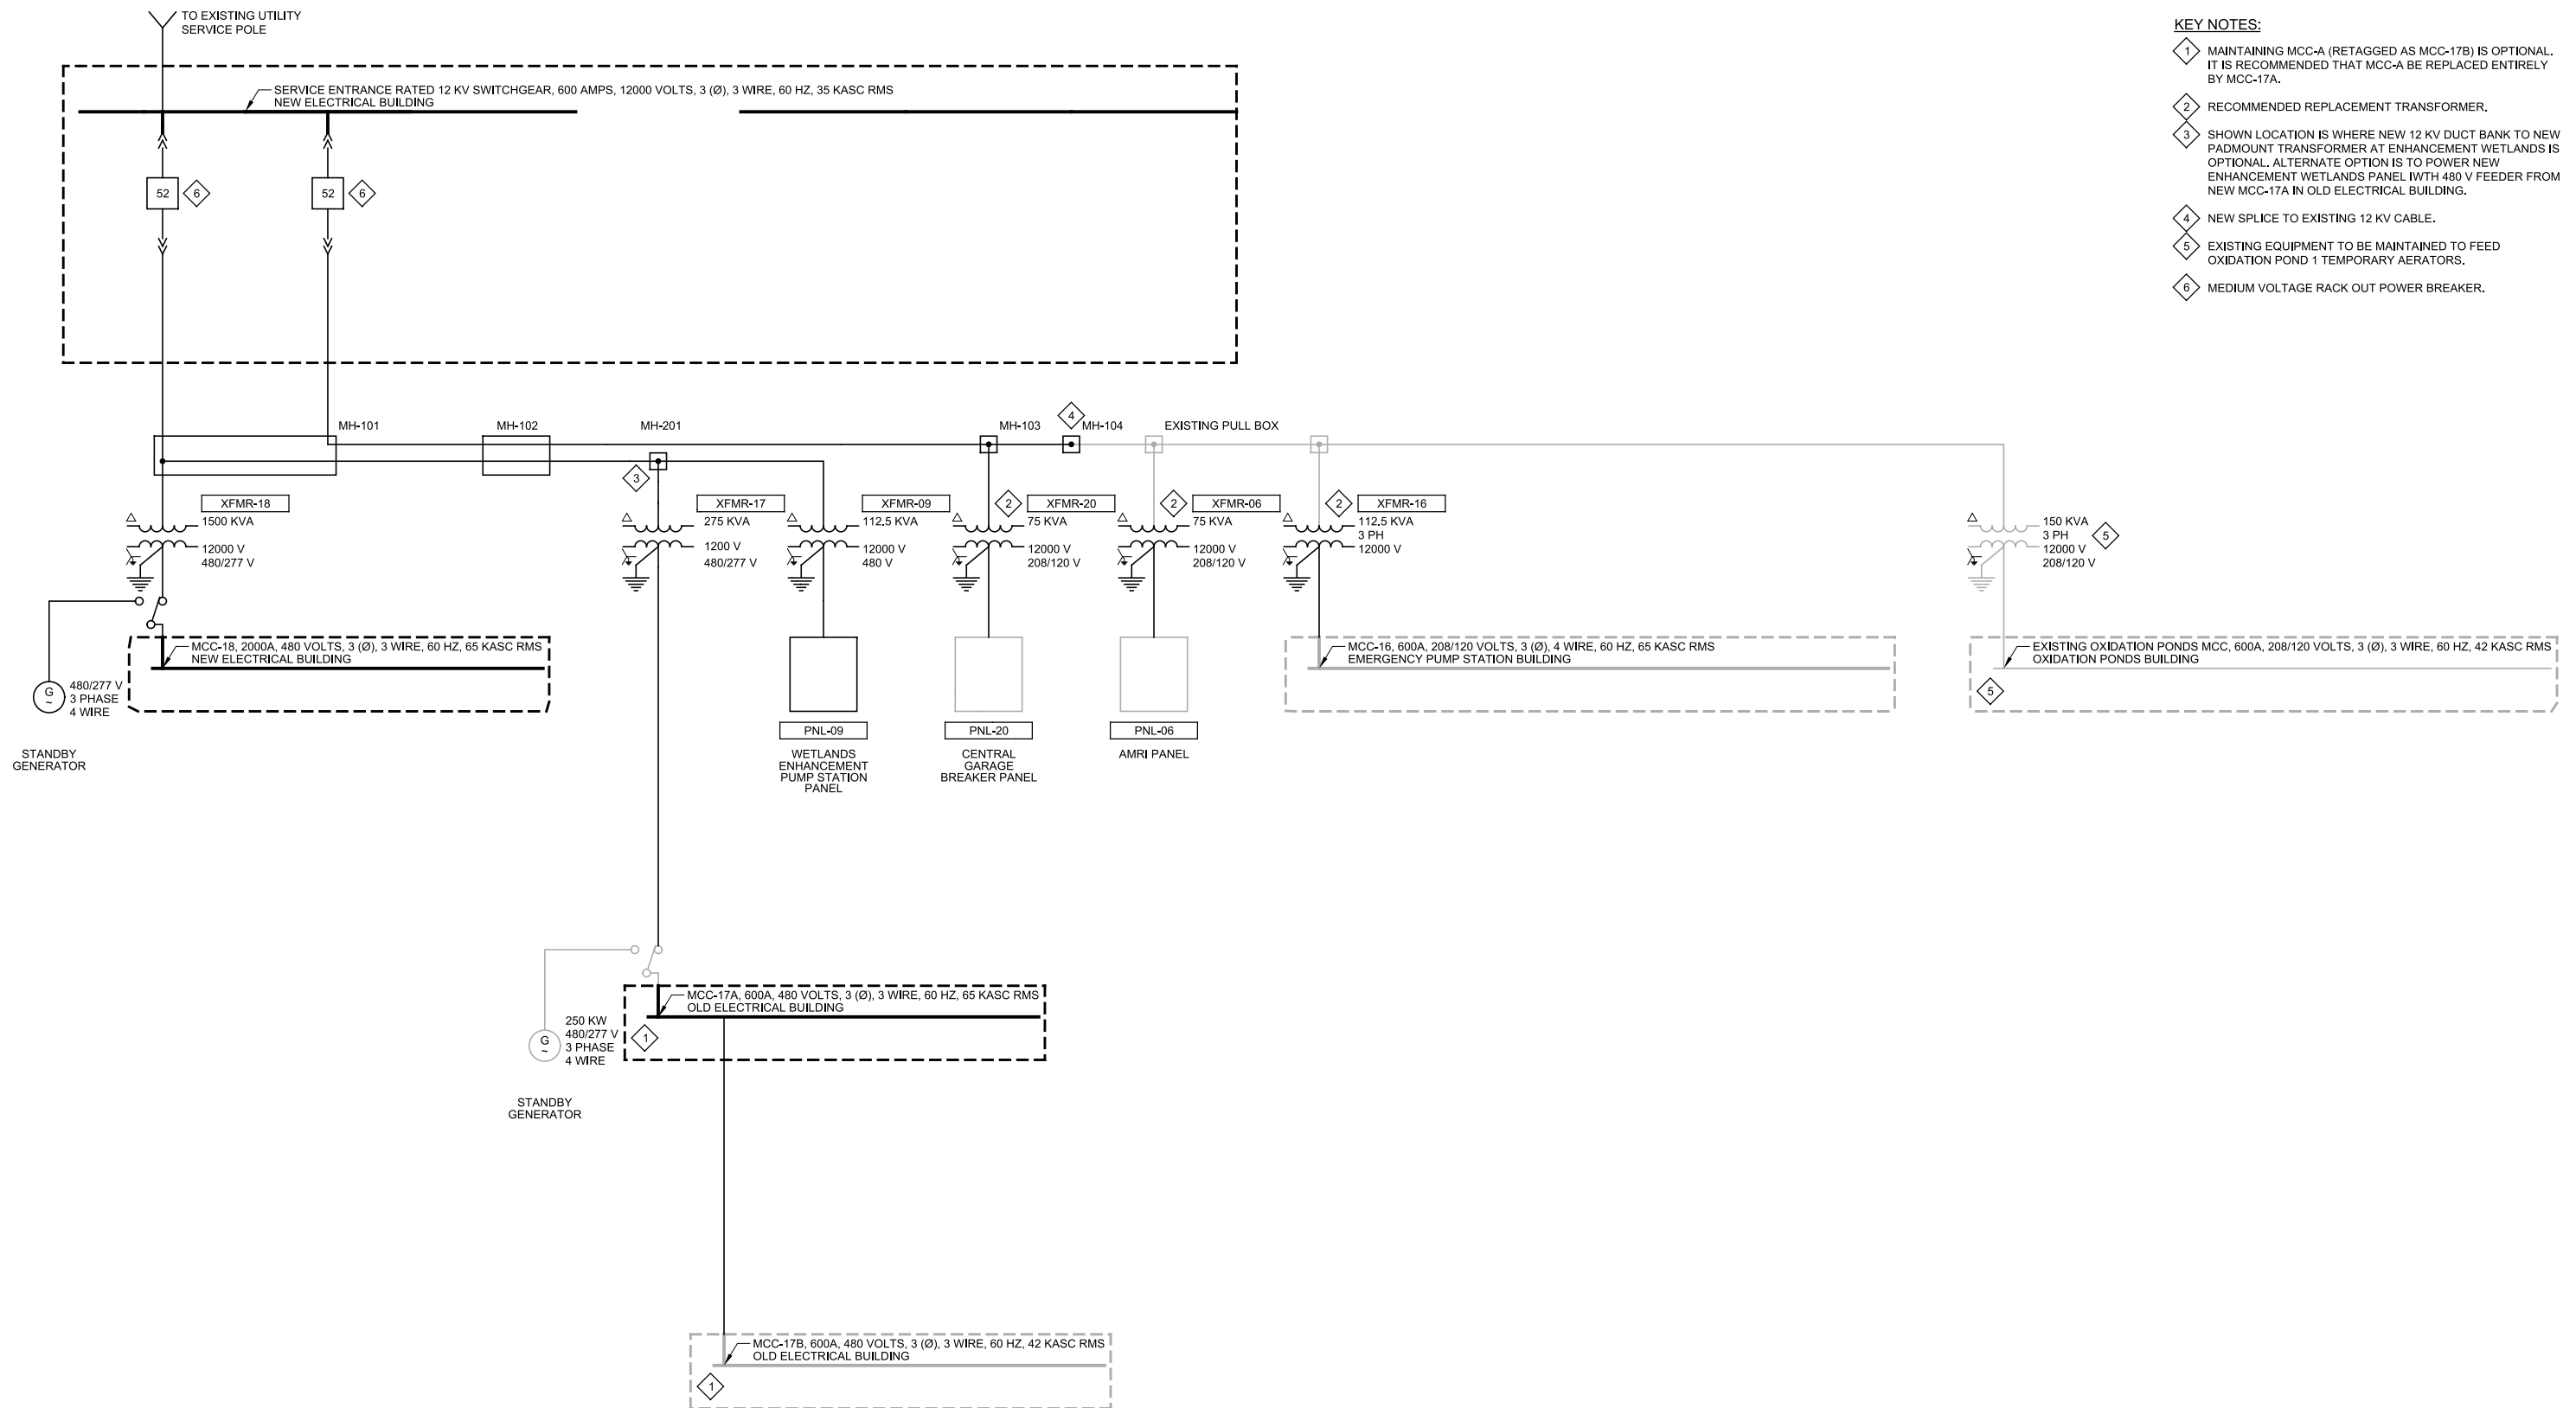 TO EXISTING UTILITY
SERVICE POLE
SERVICE ENTRANCE RATED 12 KV SWITCHGEAR, 600 AMPS, 12000 VOLTS, 3 (Ø), 3 WIRE, 60 HZ, 35 KASC RMS
NEW ELECTRICAL BUILDING
52
6
52
6
KEY NOTES:
1 MAINTAINING MCC-A (RETAGGED AS MCC-17B) IS OPTIONAL.
IT IS RECOMMENDED THAT MCC-A BE REPLACED ENTIRELY
BY MCC-17A.
2 RECOMMENDED REPLACEMENT TRANSFORMER.
3 SHOWN LOCATION IS WHERE NEW 12 KV DUCT BANK TO NEW
PADMOUNT TRANSFORMER AT ENHANCEMENT WETLANDS IS
OPTIONAL. ALTERNATE OPTION IS TO POWER NEW
ENHANCEMENT WETLANDS PANEL IWTH 480 V FEEDER FROM
NEW MCC-17A IN OLD ELECTRICAL BUILDING.
4 NEW SPLICE TO EXISTING 12 KV CABLE.
5 EXISTING EQUIPMENT TO BE MAINTAINED TO FEED
OXIDATION POND 1 TEMPORARY AERATORS.
6 MEDIUM VOLTAGE RACK OUT POWER BREAKER.
MH-101
MH-102
MH-201
MH-103
4
MH-104
EXISTING PULL BOX
3
XFMR-18
1500 KVA
12000 V
480/277 V
XFMR-17
275 KVA
1200 V
480/277 V
XFMR-09
112.5 KVA
12000 V
480 V
2
XFMR-20
75 KVA
12000 V
208/120 V
2
XFMR-06
75 KVA
12000 V
208/120 V
2
XFMR-16
112.5 KVA
3 PH
12000 V
150 KVA
3 PH
12000 V
208/120 V
5
MCC-18, 2000A, 480 VOLTS, 3 (Ø), 3 WIRE, 60 HZ, 65 KASC RMS
NEW ELECTRICAL BUILDING
G
~
480/277 V
3 PHASE
4 WIRE
STANDBY
GENERATOR
PNL-09
WETLANDS
ENHANCEMENT
PUMP STATION
PANEL
PNL-20
CENTRAL
GARAGE
BREAKER PANEL
PNL-06
AMRI PANEL
MCC-16, 600A, 208/120 VOLTS, 3 (Ø), 4 WIRE, 60 HZ, 65 KASC RMS
EMERGENCY PUMP STATION BUILDING
EXISTING OXIDATION PONDS MCC, 600A, 208/120 VOLTS, 3 (Ø), 3 WIRE, 60 HZ, 42 KASC RMS
OXIDATION PONDS BUILDING
5
MCC-17A, 600A, 480 VOLTS, 3 (Ø), 3 WIRE, 60 HZ, 65 KASC RMS
OLD ELECTRICAL BUILDING
1
G
~
250 KW
480/277 V
3 PHASE
4 WIRE
STANDBY
GENERATOR
MCC-17B, 600A, 480 VOLTS, 3 (Ø), 3 WIRE, 60 HZ, 42 KASC RMS
OLD ELECTRICAL BUILDING
1